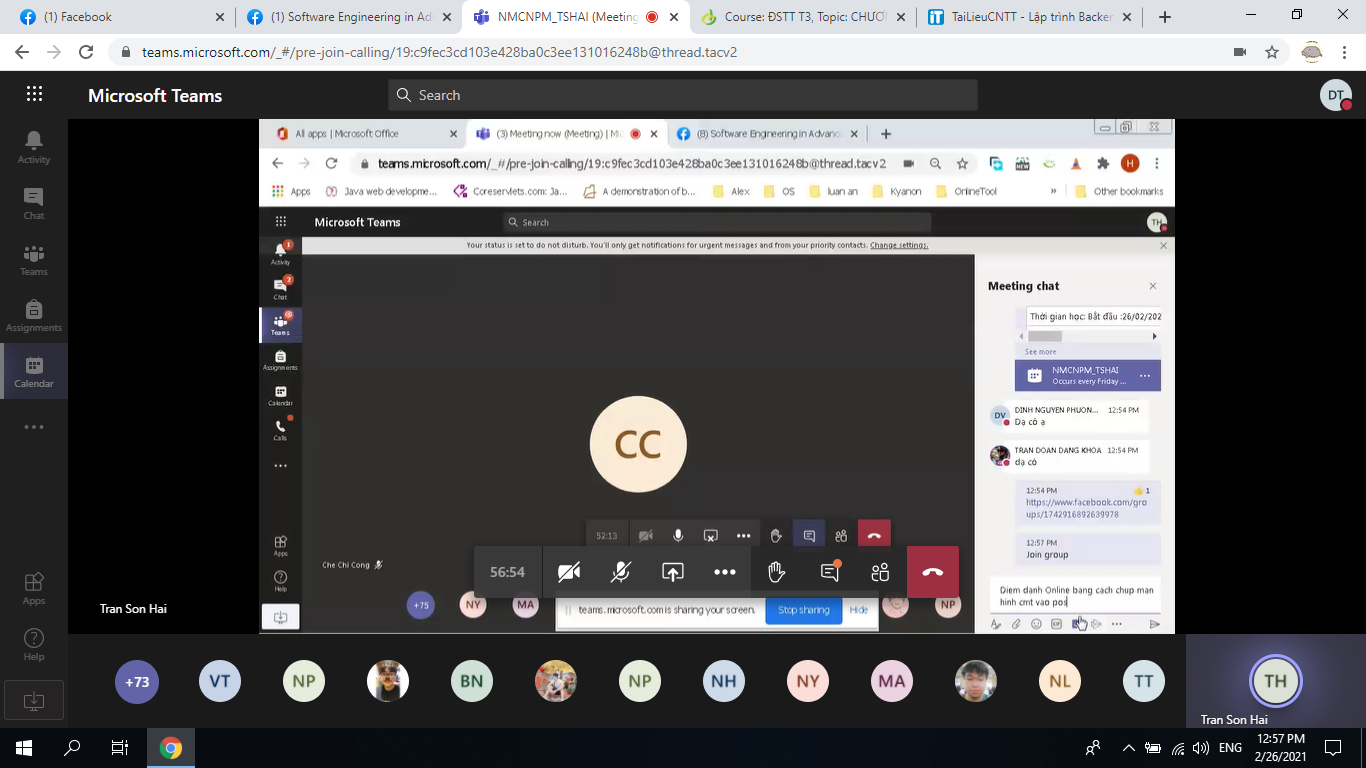 (1) Facebook
(1) Software Engineering in Ad
NMCNPM_TSHAI (Meeting
Course: ĐSTT T3, Topic: CHƯƠ
TaiLieuCNTT - Lập trình Backen
teams.microsoft.com/_#/pre-join-calling/19:c9fec3cd103e428ba0c3ee131016248b@thread.tacv2
Microsoft Teams
Search
DT
Activity
Chat
Teams
Assignments
Calendar
Apps
Help
All apps | Microsoft Office
(3) Meeting now (Meeting) | Mic
(8) Software Engineering in Advanc
teams.microsoft.com/_#/pre-join-calling/19:c9fec3cd103e428ba0c3ee131016248b@thread.tacv2
H
Apps
Java web developme...
Coreservlets.com: Ja...
A demonstration of b...
Alex
OS
luan an
Kyanon
OnlineTool
»
Other bookmarks
Microsoft Teams
Search
TH
Your status is set to do not disturb. You'll only get notifications for urgent messages and from your priority contacts. Change settings.
Activity
1
Chat
2
Teams
Assignments
Calendar
Calls
Apps
Help
CC
Che Chi Cong
Meeting chat
Thời gian học: Bắt đầu :26/02/202
See more
NMCNPM_TSHAI
Occurs every Friday ...
DV
DINH NGUYEN PHUON... 12:54 PM
Dạ có ạ
TRAN DOAN DANG KHOA 12:54 PM
dạ có
12:54 PM
1
https://www.facebook.com/gro
ups/1742916892639978
12:57 PM
Join group
Diem danh Online bang cach chup man
hinh cmt vao pos
52:13
56:54
+75
NY
MA
NP
teams.microsoft.com is sharing your screen.
Stop sharing
Hide
Tran Son Hai
+73
VT
NP
BN
NP
NH
NY
MA
NL
TT
TH
Tran Son Hai
ENG
12:57 PM
2/26/2021